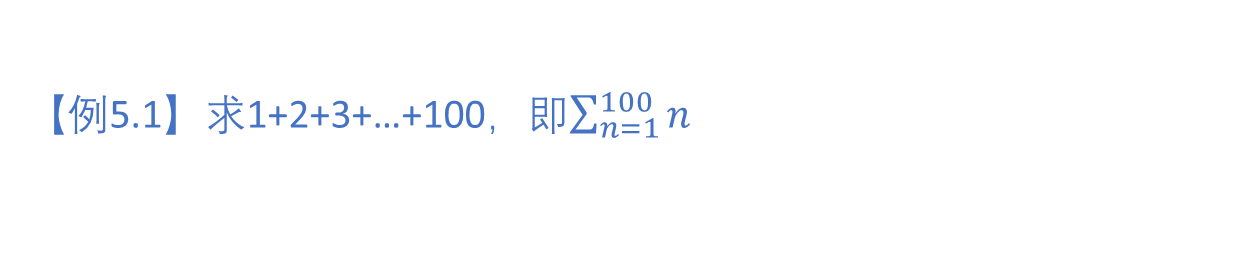 【例5.1】 求1+2+3+…+100， 即∑_{n=1}^{100} n